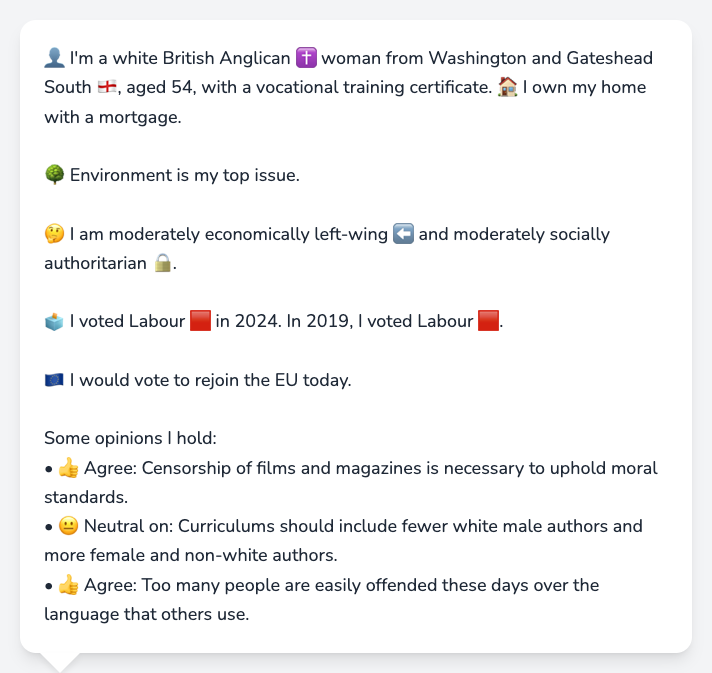 👤 I'm a white British Anglican ✝️ woman from Washington and Gateshead
South 🏴󠁧󠁢󠁥󠁮󠁧󠁿, aged 54, with a vocational training certificate. 🏠 I own my home
with a mortgage.
🌳 Environment is my top issue.
🤔 I am moderately economically left-wing ⬅️ and moderately socially
authoritarian 🔒.
🗳️ I voted Labour 🟥 in 2024. In 2019, I voted Labour 🟥.
🇪🇺 I would vote to rejoin the EU today.
Some opinions I hold:
• 👍 Agree: Censorship of films and magazines is necessary to uphold moral
standards.
• 😐 Neutral on: Curriculums should include fewer white male authors and
more female and non-white authors.
• 👍 Agree: Too many people are easily offended these days over the
language that others use.